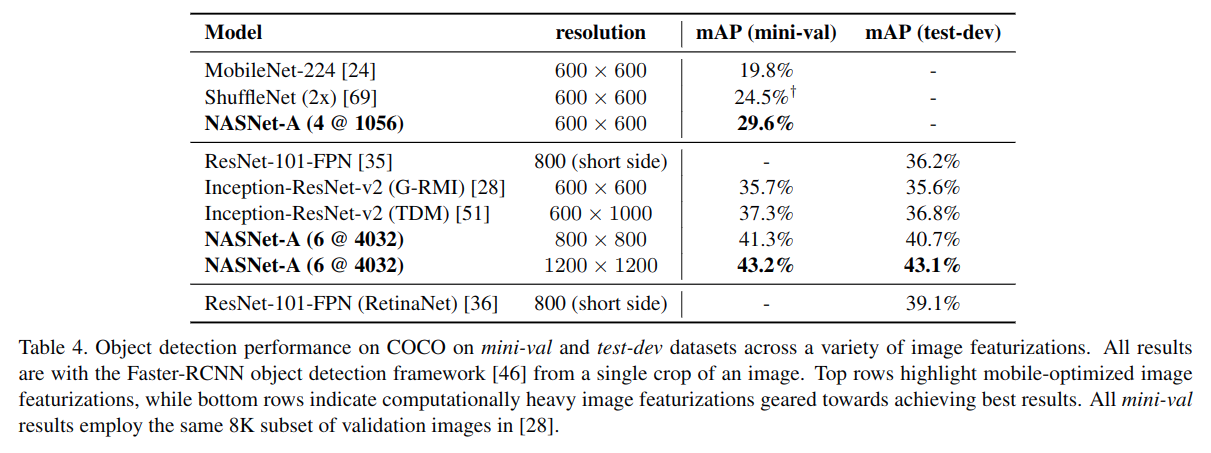 Model resolution mAP (mini-val) mAP (test-dev)
MobileNet-224 [24] 600 × 600 19.8% -
ShuffleNet (2x) [69] 600 × 600 24.5%† -
NASNet-A (4 @ 1056) 600 × 600 29.6% -
ResNet-101-FPN [35] 800 (short side) - 36.2%
Inception-ResNet-v2 (G-RMI) [28] 600 × 600 35.7% 35.6%
Inception-ResNet-v2 (TDM) [51] 600 × 1000 37.3% 36.8%
NASNet-A (6 @ 4032) 800 × 800 41.3% 40.7%
NASNet-A (6 @ 4032) 1200 × 1200 43.2% 43.1%
ResNet-101-FPN (RetinaNet) [36] 800 (short side) - 39.1%
Table 4. Object detection performance on COCO on mini-val and test-dev datasets across a variety of image featurizations. All results
are with the Faster-RCNN object detection framework [46] from a single crop of an image. Top rows highlight mobile-optimized image
featurizations, while bottom rows indicate computationally heavy image featurizations geared towards achieving best results. All mini-val
results employ the same 8K subset of validation images in [28].